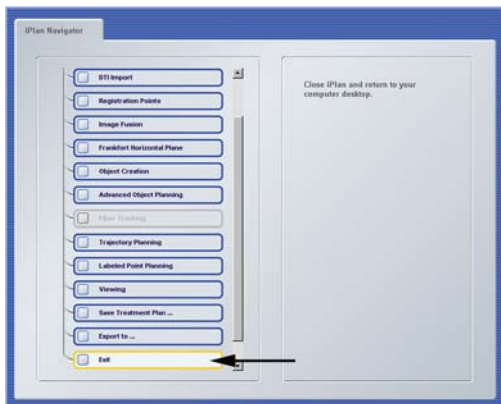 iPlan Navigator
DTI Import
Registration Points
Image Fusion
Frankfort Horizontal Plane
Object Creation
Advanced Object Planning
Fiber Tracking
Trajectory Planning
Labeled Point Planning
Viewing
Save Treatment Plan ...
Export to ...
Exit
Close iPlan and return to your
computer desktop.